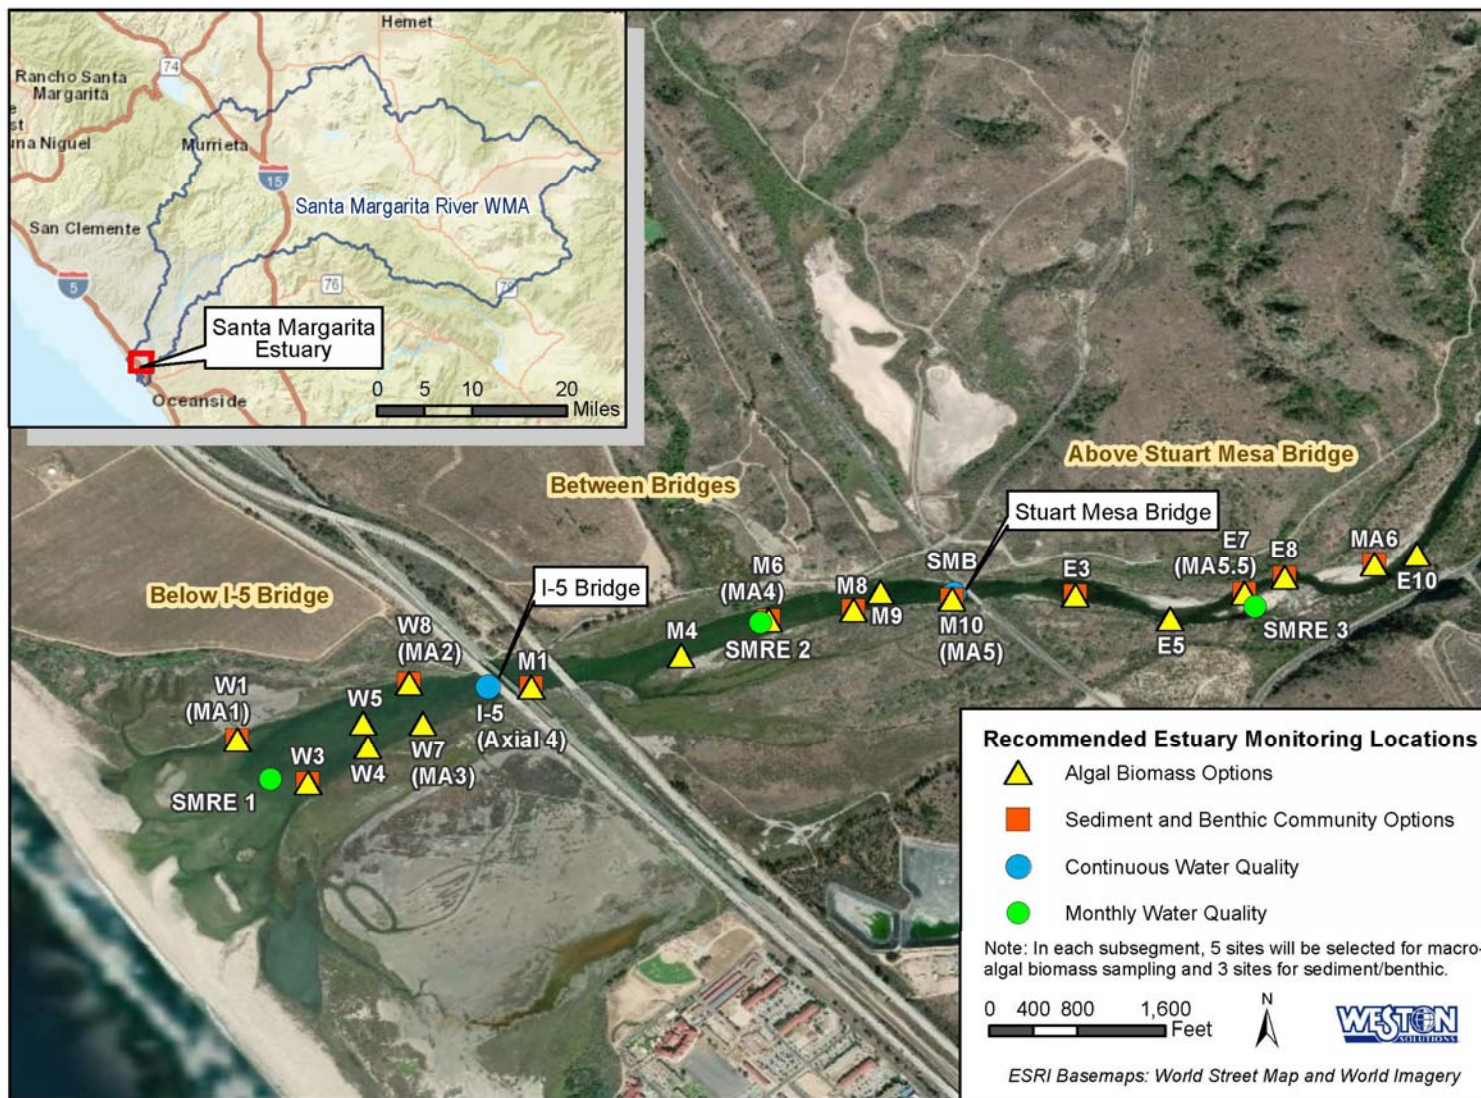 Hemet
74
Rancho Santa
Margarita
st
una Niguel
Murrieta
15
Santa Margarita River WMA
San Clemente
5
76
Santa Margarita
Estuary
Oceanside
0 5 10 20
Miles
Above Stuart Mesa Bridge
Between Bridges
Stuart Mesa Bridge
Below I-5 Bridge
I-5 Bridge
W1
(MA1)
SMRE 1
W3
W5
W4
W8
(MA2)
W7
(MA3)
I-5
(Axial 4)
M1
M4
M6
(MA4)
SMRE 2
M8
M9
SMB
M10
(MA5)
E3
E5
E7
(MA5.5)
SMRE 3
E8
MA6
E10
Recommended Estuary Monitoring Locations
Algal Biomass Options
Sediment and Benthic Community Options
Continuous Water Quality
Monthly Water Quality
Note: In each subsegment, 5 sites will be selected for macro-
algal biomass sampling and 3 sites for sediment/benthic.
0 400 800 1,600
Feet
N
WESTON
SOLUTIONS
ESRI Basemaps: World Street Map and World Imagery